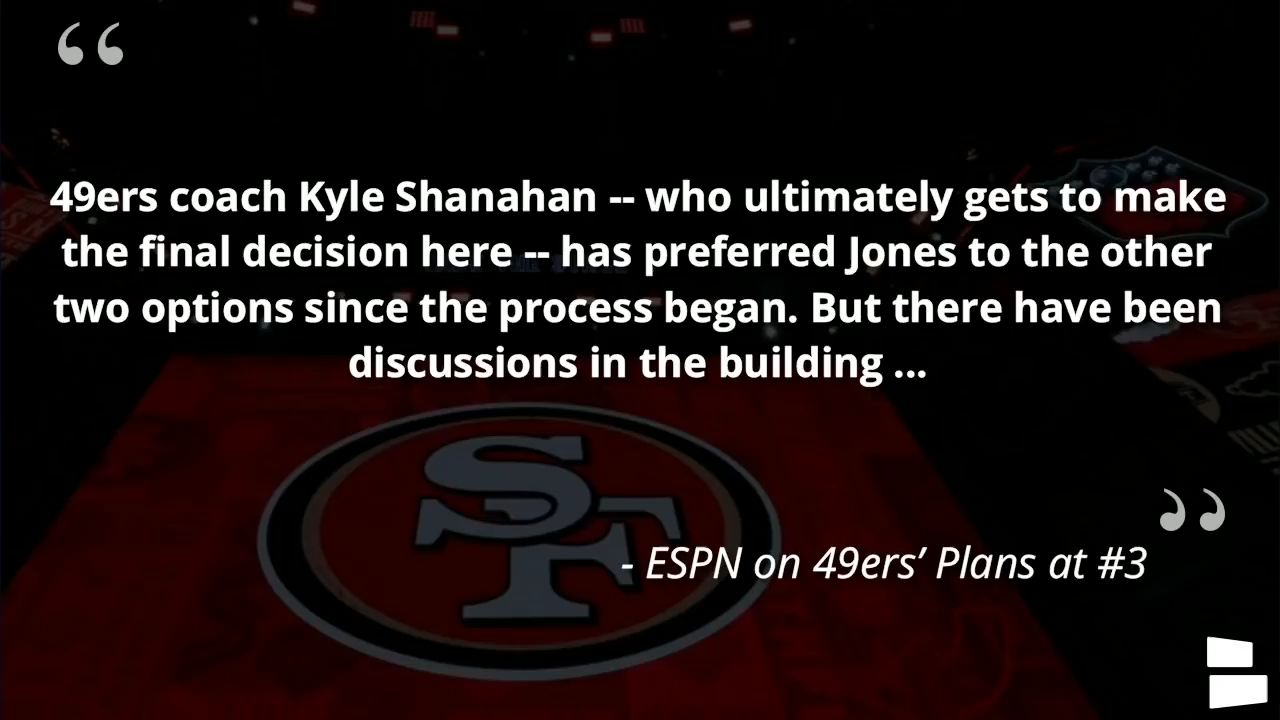 “
49ers coach Kyle Shanahan -- who ultimately gets to make
the final decision here -- has preferred Jones to the other
two options since the process began. But there have been
discussions in the building ...
”
- ESPN on 49ers’ Plans at #3
SF